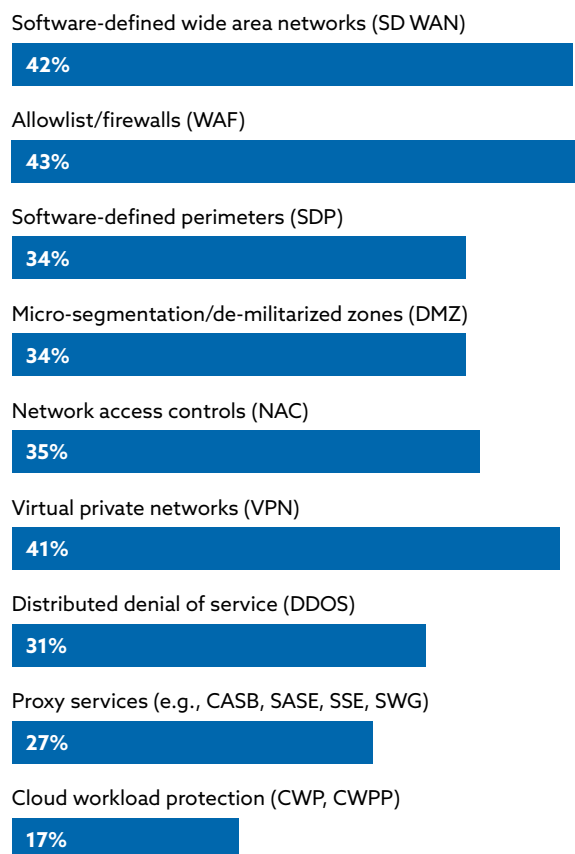 Software-defined wide area networks (SD WAN)
42%
Allowlist/firewalls (WAF)
43%
Software-defined perimeters (SDP)
34%
Micro-segmentation/de-militarized zones (DMZ)
34%
Network access controls (NAC)
35%
Virtual private networks (VPN)
41%
Distributed denial of service (DDOS)
31%
Proxy services (e.g., CASB, SASE, SSE, SWG)
27%
Cloud workload protection (CWP, CWPP)
17%